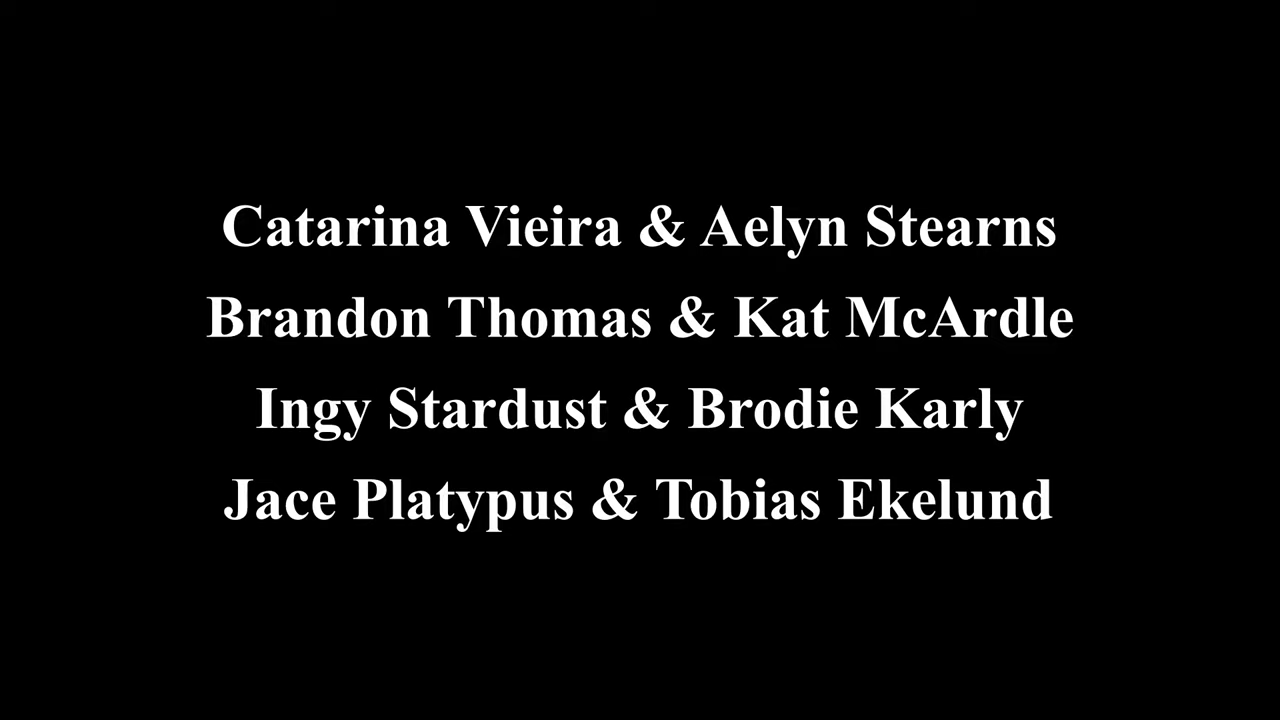 Catarina Vieira & Aelyn Stearns
Brandon Thomas & Kat McArdle
Ingy Stardust & Brodie Karly
Jace Platypus & Tobias Ekelund